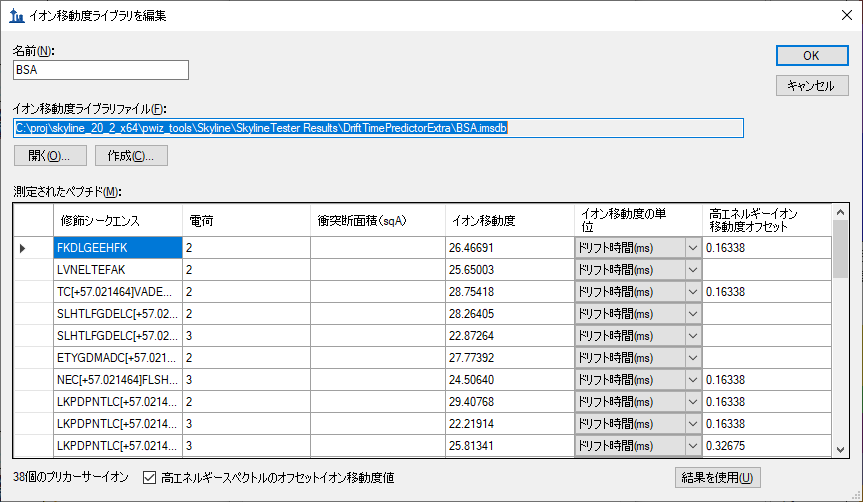 イオン移動度ライブラリを編集
名前(N):
BSA
OK
キャンセル
イオン移動度ライブラリファイル(F):
C:\proj\skyline_20_2_x64\pwiz_tools\Skyline\SkylineTester Results\DriftTimePredictorExtra\BSA.imsdb
開く(O)... 作成(C)...
測定されたペプチド(M):
修飾シークエンス 電荷 衝突断面積(sqA) イオン移動度 イオン移動度の単位 高エネルギーイオン移動度オフセット
FKDLGEEHFK 2 26.46691 ドリフト時間(ms) 0.16338
LVNELTEFAK 2 25.65003 ドリフト時間(ms)
TC[+57.021464]VADE... 2 28.75418 ドリフト時間(ms) 0.16338
SLHTLFGDELC[+57.02... 2 28.26405 ドリフト時間(ms)
SLHTLFGDELC[+57.02... 3 22.87264 ドリフト時間(ms)
ETYGDMADC[+57.021... 2 27.77392 ドリフト時間(ms)
NEC[+57.021464]FLSH... 3 24.50640 ドリフト時間(ms) 0.16338
LKPDPNTLC[+57.0214... 2 29.40768 ドリフト時間(ms) 0.16338
LKPDPNTLC[+57.0214... 3 22.21914 ドリフト時間(ms) 0.16338
LKPDPNTLC[+57.0214... 3 25.81341 ドリフト時間(ms) 0.32675
38個のプリカーサーイオン 高エネルギースペクトルのオフセットイオン移動度値 結果を使用(U)